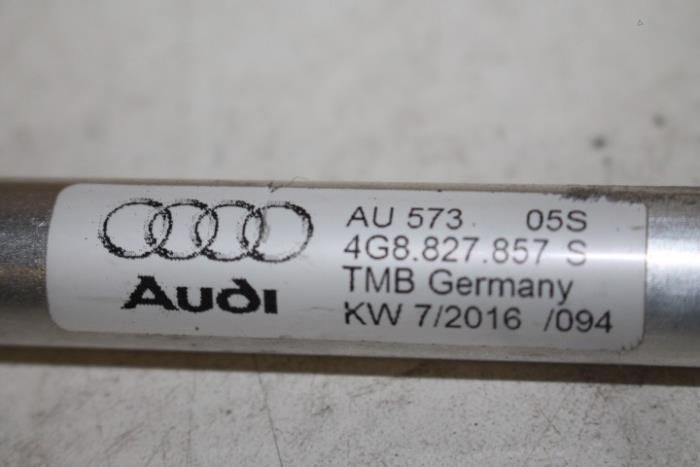 AU 573 05S
4G8.827.857 S
TMB Germany
KW 7/2016 /094
Audi